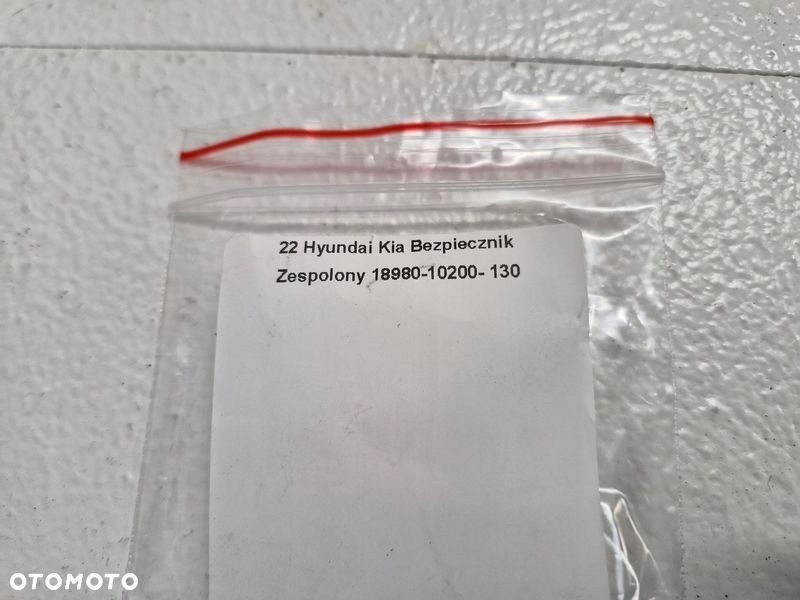 22 Hyundai Kia Bezpiecznik
Zespolony 18980-10200- 130
OTOMOTO